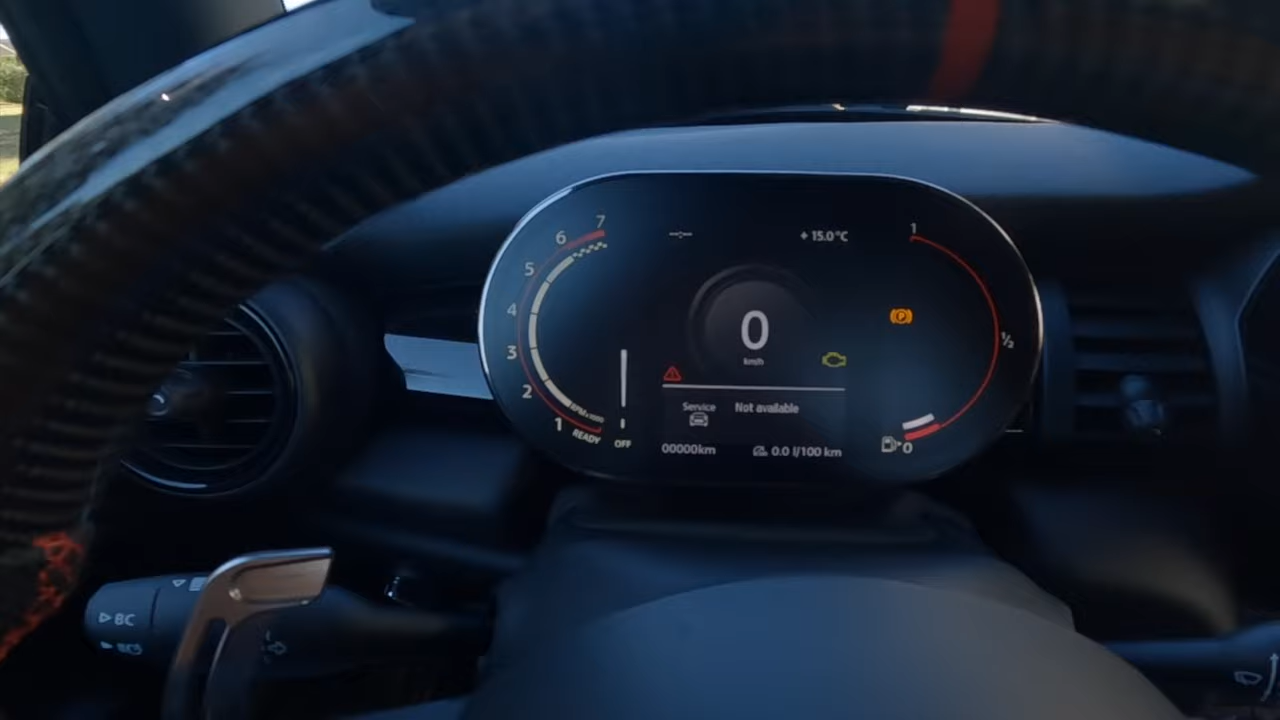 7
6
5
4
3
2
1
RPMx1000
READY
OFF
--:--
+ 15.0°C
0
km/h
Service
Not available
00000km
0.0 l/100 km
1
½
0
P
BC